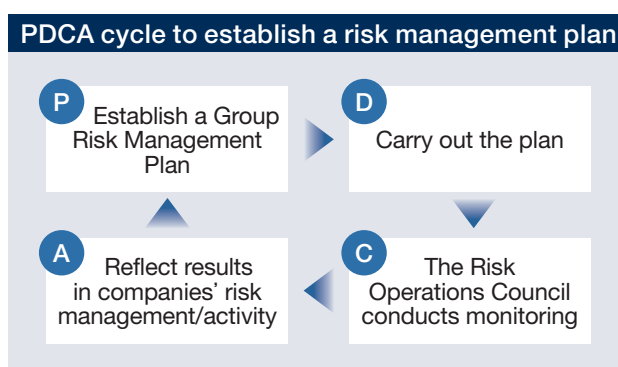 PDCA cycle to establish a risk management plan
P
Establish a Group
Risk Management
Plan
D
Carry out the plan
C
The Risk
Operations Council
conducts monitoring
A
Reflect results
in companies’ risk
management/activity